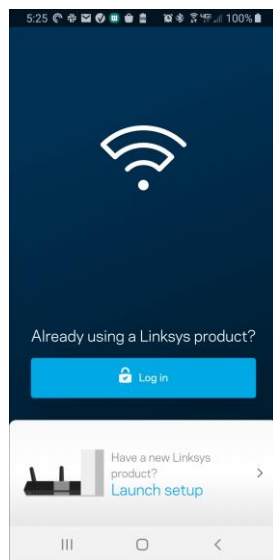 5:25 100%
Already using a Linksys product?
Log in
Have a new Linksys
product?
Launch setup